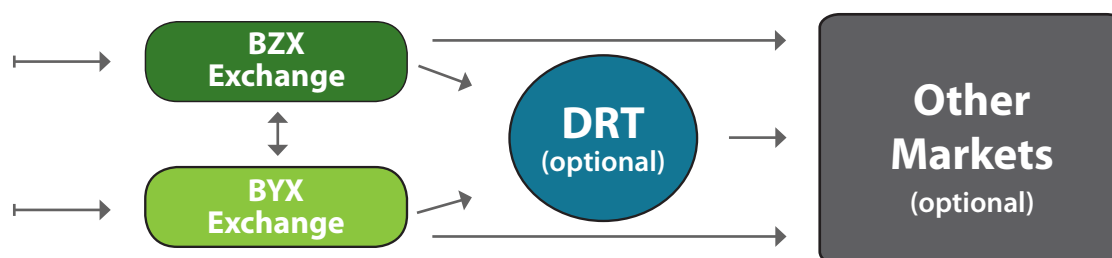 BZX
Exchange
BYX
Exchange
DRT
(optional)
Other
Markets
(optional)